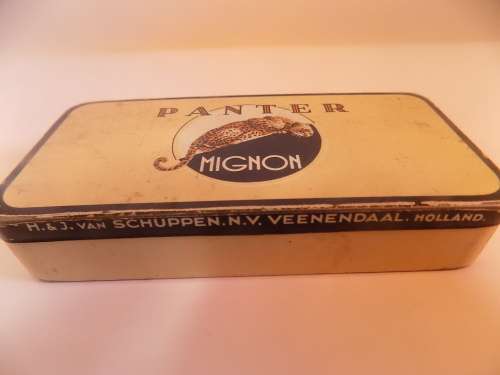 PANTER
MIGNON
H. & J. VAN SCHUPPEN. N.V. VEENENDAAL. HOLLAND.